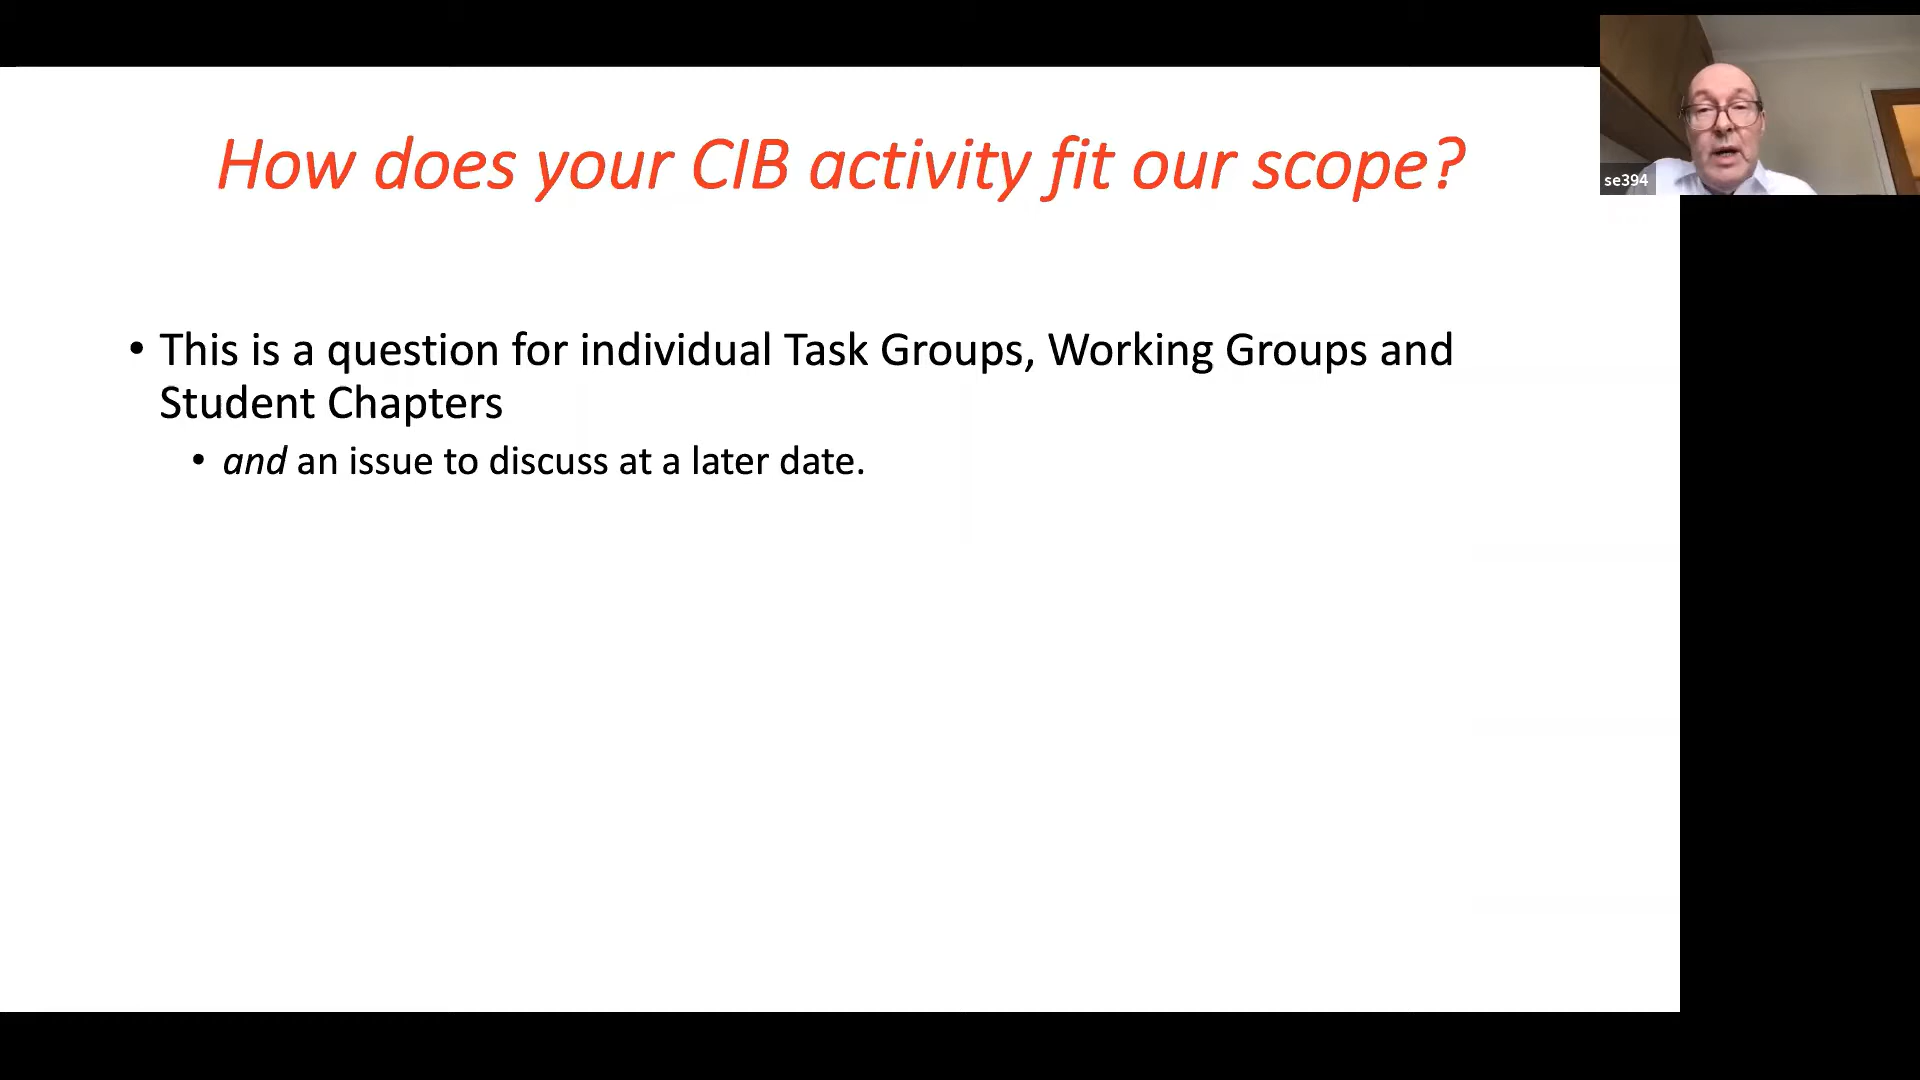 How does your CIB activity fit our scope?
se394
• This is a question for individual Task Groups, Working Groups and
Student Chapters
• and an issue to discuss at a later date.